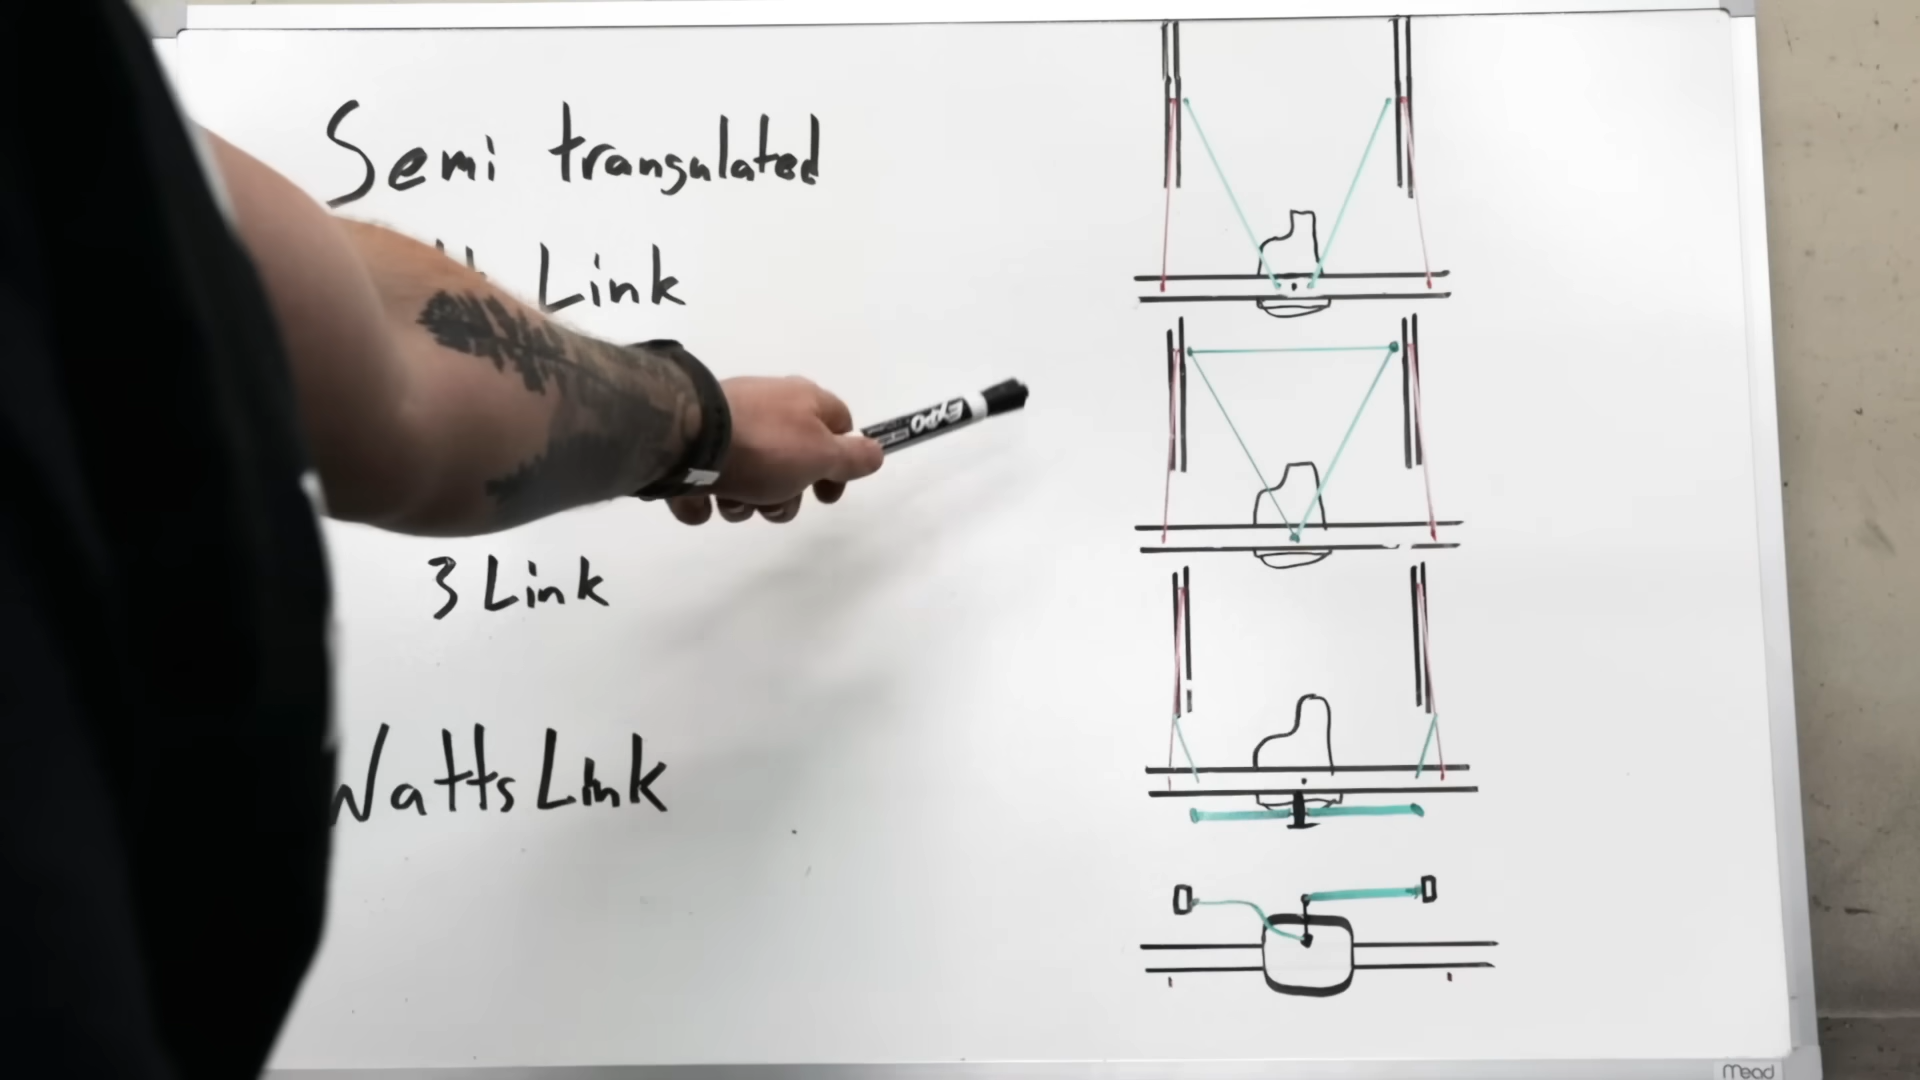 Semi trangulated
Link
3 Link
Watts Link
EXPO
Mead